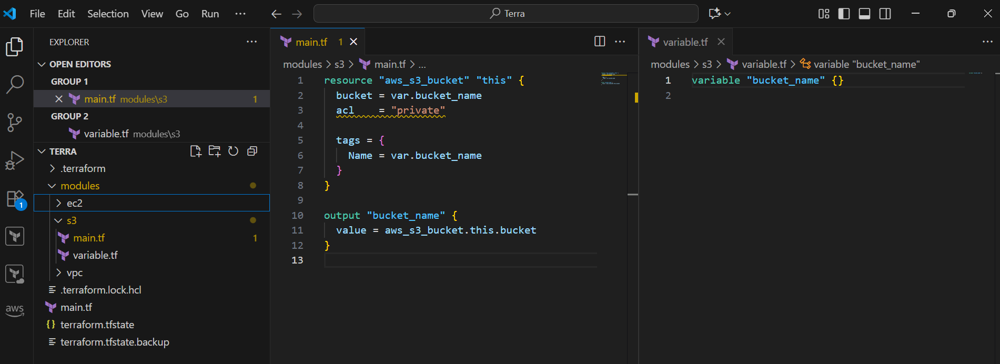 File Edit Selection View Go Run ...
Terra
EXPLORER
OPEN EDITORS
GROUP 1
main.tf modules\s3 1
GROUP 2
variable.tf modules\s3
TERRA
.terraform
modules
ec2
s3
main.tf 1
variable.tf
vpc
.terraform.lock.hcl
main.tf
terraform.tfstate
terraform.tfstate.backup
1
aws
main.tf 1
modules > s3 > main.tf > ...
1 resource "aws_s3_bucket" "this" {
2 bucket = var.bucket_name
3 acl    = "private"
4
5 tags = {
6 Name = var.bucket_name
7 }
8 }
9
10 output "bucket_name" {
11 value = aws_s3_bucket.this.bucket
12 }
13
variable.tf
modules > s3 > variable.tf > variable "bucket_name"
1 variable "bucket_name" {}
2